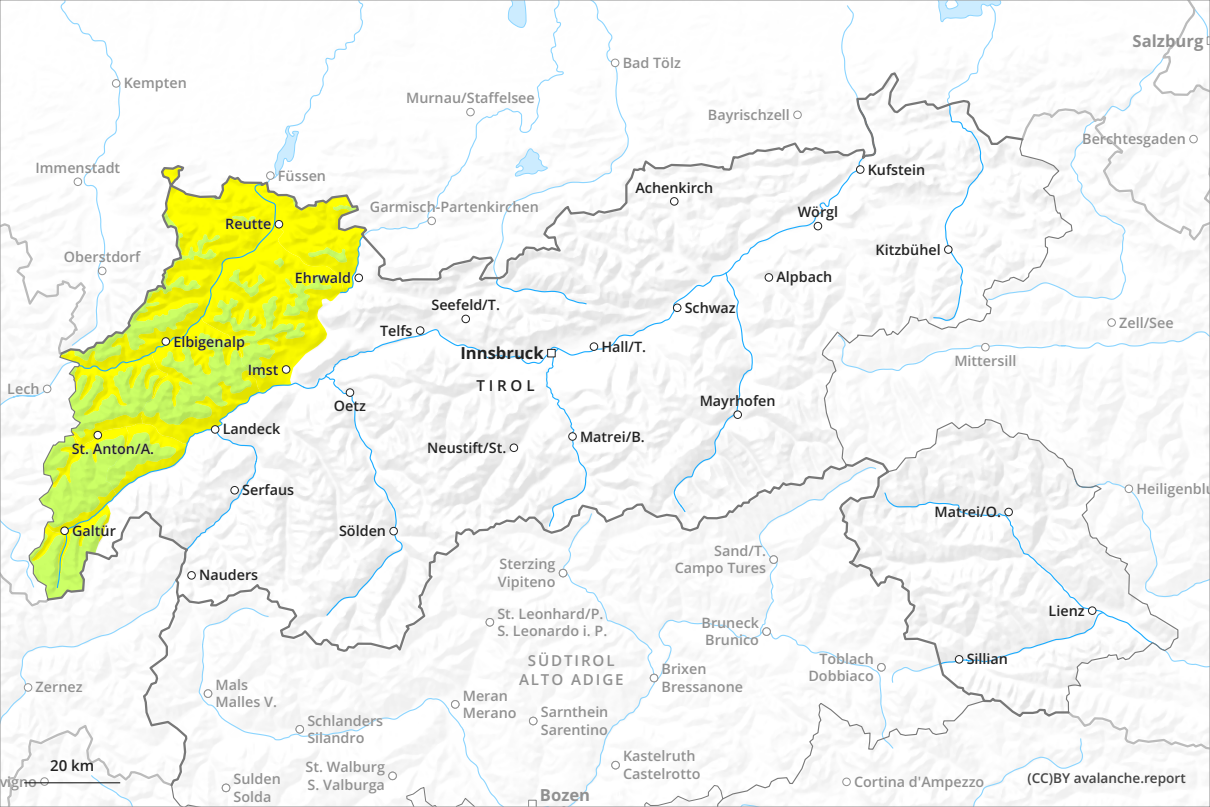 Salzburg
Bad Tölz
Kempten
Murnau/Staffelsee
Bayrischzell
Berchtesgaden
Immenstadt
Füssen
Kufstein
Achenkirch
Garmisch-Partenkirchen
Wörgl
Reutte
Kitzbühel
Oberstdorf
Ehrwald
Alpbach
Seefeld/T.
Schwaz
Zell/See
Telfs
Elbigenalp
Innsbruck
Hall/T.
Mittersill
Imst
TIROL
Lech
Oetz
Mayrhofen
Landeck
Matrei/B.
St. Anton/A.
Neustift/St.
Serfaus
Heiligenblu
Matrei/O.
Galtür
Sölden
Sand/T.
Campo Tures
Sterzing
Vipiteno
Nauders
St. Leonhard/P.
S. Leonardo i. P.
Lienz
Bruneck
Brunico
SÜDTIROL
ALTO ADIGE
Toblach
Dobbiaco
Sillian
Brixen
Bressanone
Zernez
Mals
Malles V.
Meran
Merano
Sarnthein
Sarentino
Schlanders
Silandro
Kastelruth
Castelrotto
20 km
St. Walburg
S. Valburga
vigno
Sulden
Solda
Cortina d'Ampezzo
(CC)BY avalanche.report
Bozen